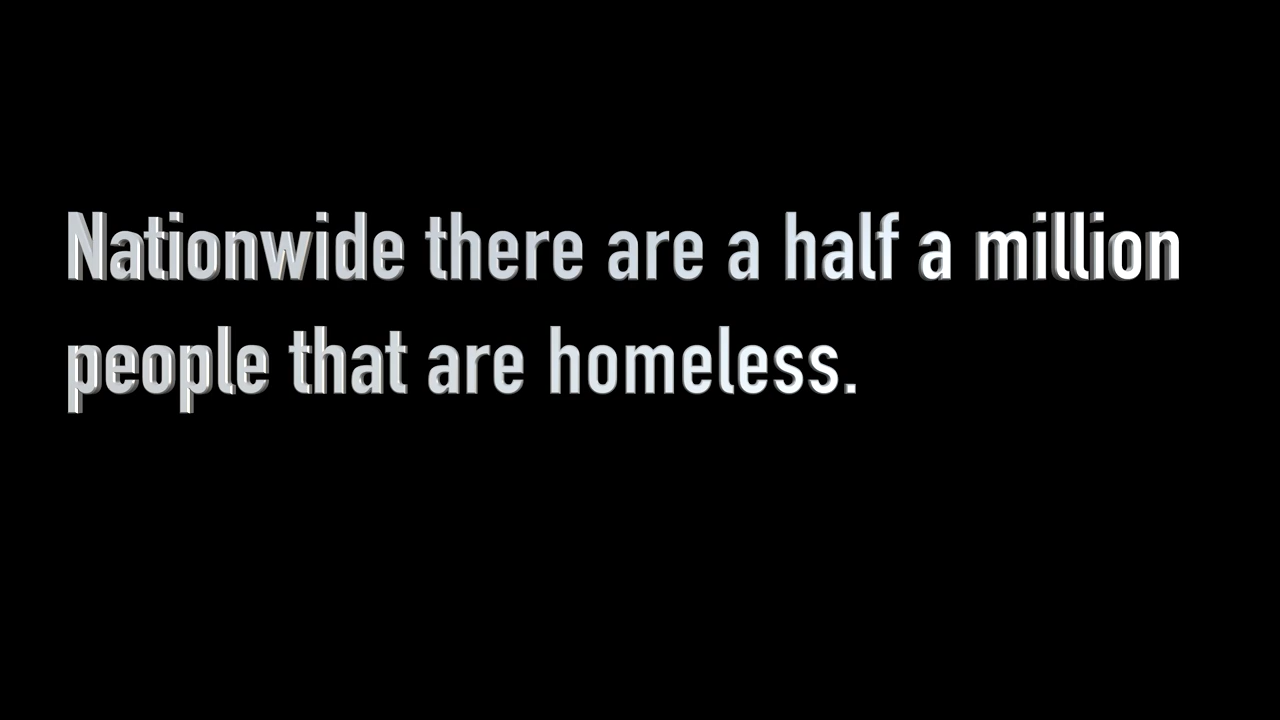 Nationwide there are a half a million
people that are homeless.